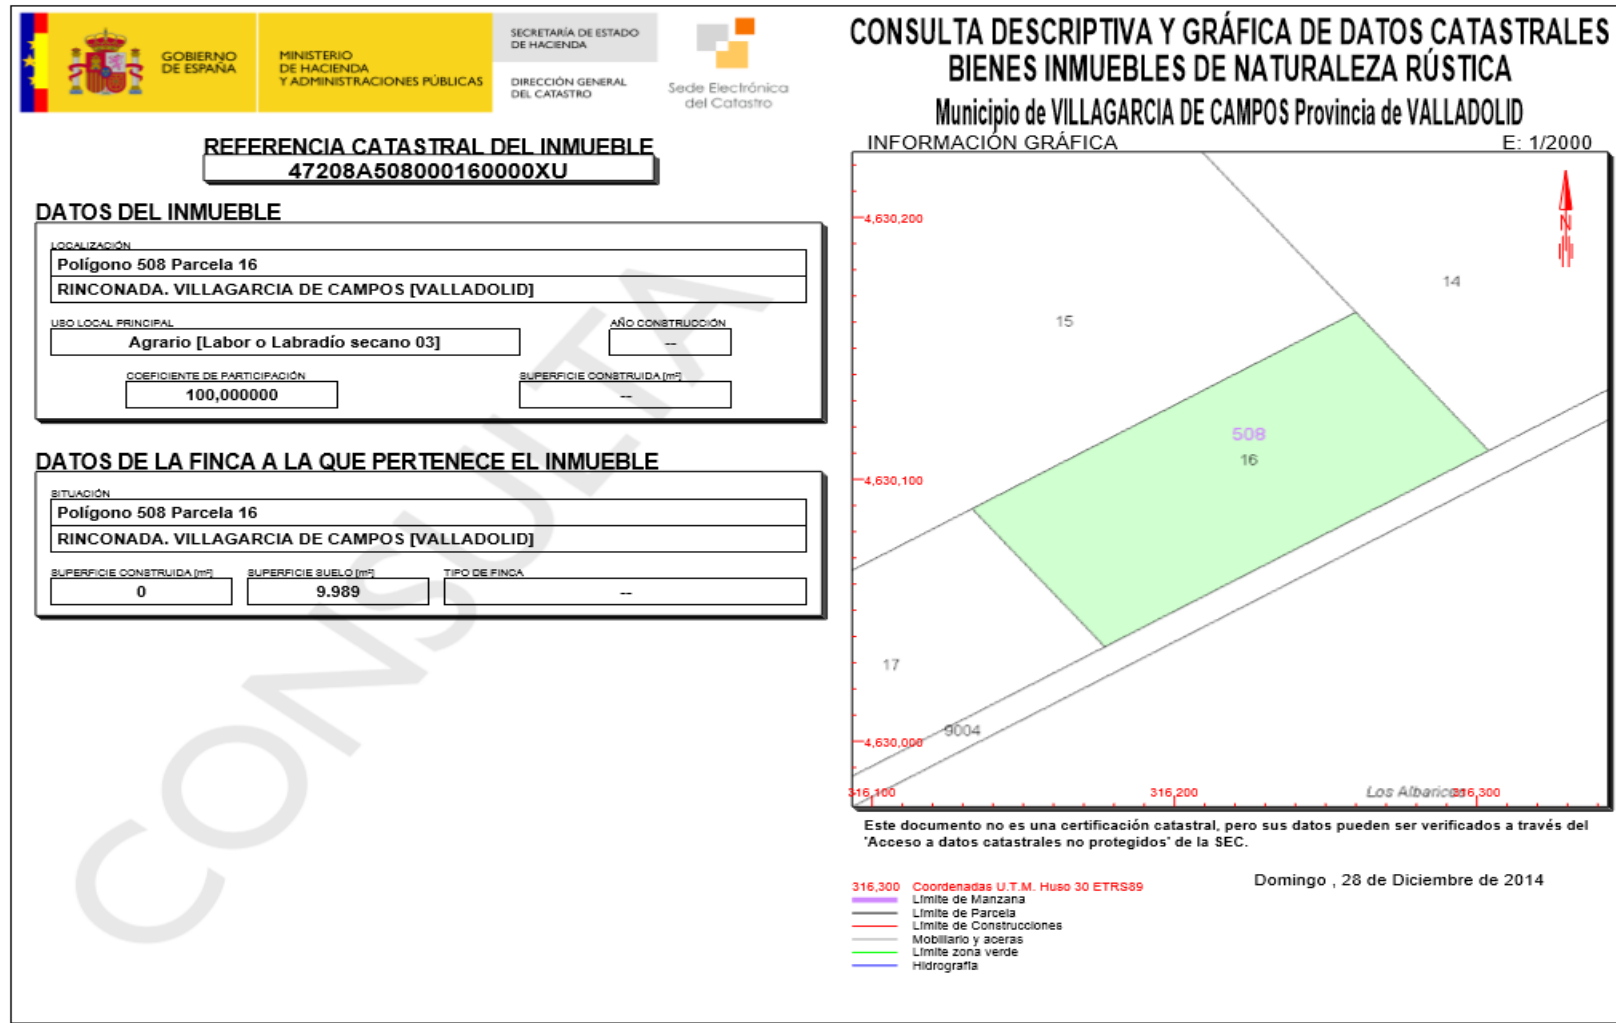 GOBIERNO
DE ESPAÑA
MINISTERIO
DE HACIENDA
Y ADMINISTRACIONES PÚBLICAS
SECRETARÍA DE ESTADO
DE HACIENDA
DIRECCIÓN GENERAL
DEL CATASTRO
Sede Electrónica
del Catastro
REFERENCIA CATASTRAL DEL INMUEBLE
47208A508000160000XU
DATOS DEL INMUEBLE
LOCALIZACIÓN
Polígono 508 Parcela 16
RINCONADA. VILLAGARCIA DE CAMPOS [VALLADOLID]
USO LOCAL PRINCIPAL
AÑO CONSTRUCCIÓN
Agrario [Labor o Labradío secano 03]
--
COEFICIENTE DE PARTICIPACIÓN
SUPERFICIE CONSTRUIDA [m²]
100,000000
--
DATOS DE LA FINCA A LA QUE PERTENECE EL INMUEBLE
SITUACIÓN
Polígono 508 Parcela 16
RINCONADA. VILLAGARCIA DE CAMPOS [VALLADOLID]
SUPERFICIE CONSTRUIDA [m²]
SUPERFICIE SUELO [m²]
TIPO DE FINCA
0
9.989
--
CONSULTA
CONSULTA DESCRIPTIVA Y GRÁFICA DE DATOS CATASTRALES
BIENES INMUEBLES DE NATURALEZA RÚSTICA
Municipio de VILLAGARCIA DE CAMPOS Provincia de VALLADOLID
INFORMACIÓN GRÁFICA
E: 1/2000
4,630,200
N
14
15
508
16
4,630,100
17
9004
4,630,000
316,100
316,200
Los Albaricos
316,300
Este documento no es una certificación catastral, pero sus datos pueden ser verificados a través del
'Acceso a datos catastrales no protegidos' de la SEC.
316,300 Coordenadas U.T.M. Huso 30 ETRS89
Límite de Manzana
Límite de Parcela
Límite de Construcciones
Mobiliario y aceras
Límite zona verde
Hidrografía
Domingo , 28 de Diciembre de 2014